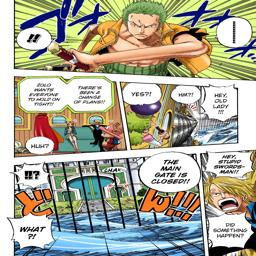 !!
HEY,
OLD
LADY!!
HM?!
YES?!
THERE'S
BEEN A
CHANGE
OF PLANS!!
ZOLO
WANTS
EVERYONE
TO HOLD
ON TIGHT!!
HUH?
HEY,
STUPID
SWORDS-
MAN!!
DID
SOMETHING
HAPPEN?
THE
MAIN
GATE IS
CLOSED!!
!!?
WHAT
?!